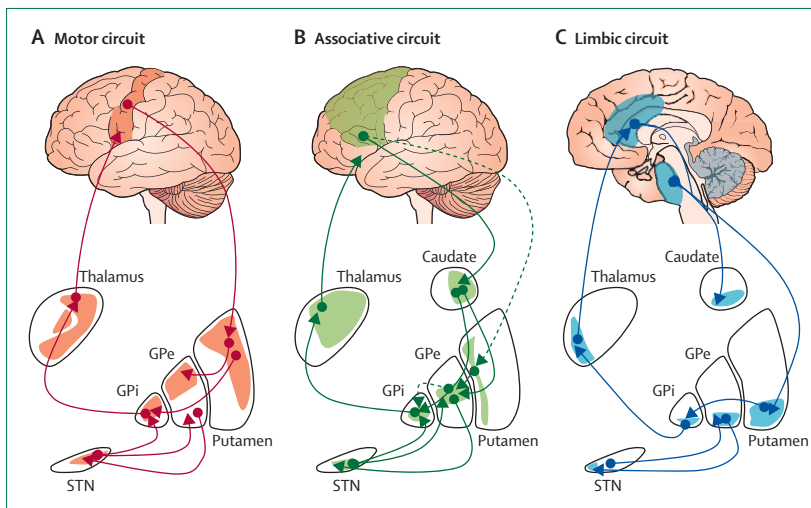 A Motor circuit
B Associative circuit
C Limbic circuit
Thalamus
GPe
GPi
Putamen
STN
Caudate
Thalamus
GPe
GPi
Putamen
STN
Caudate
Thalamus
GPe
GPi
Putamen
STN